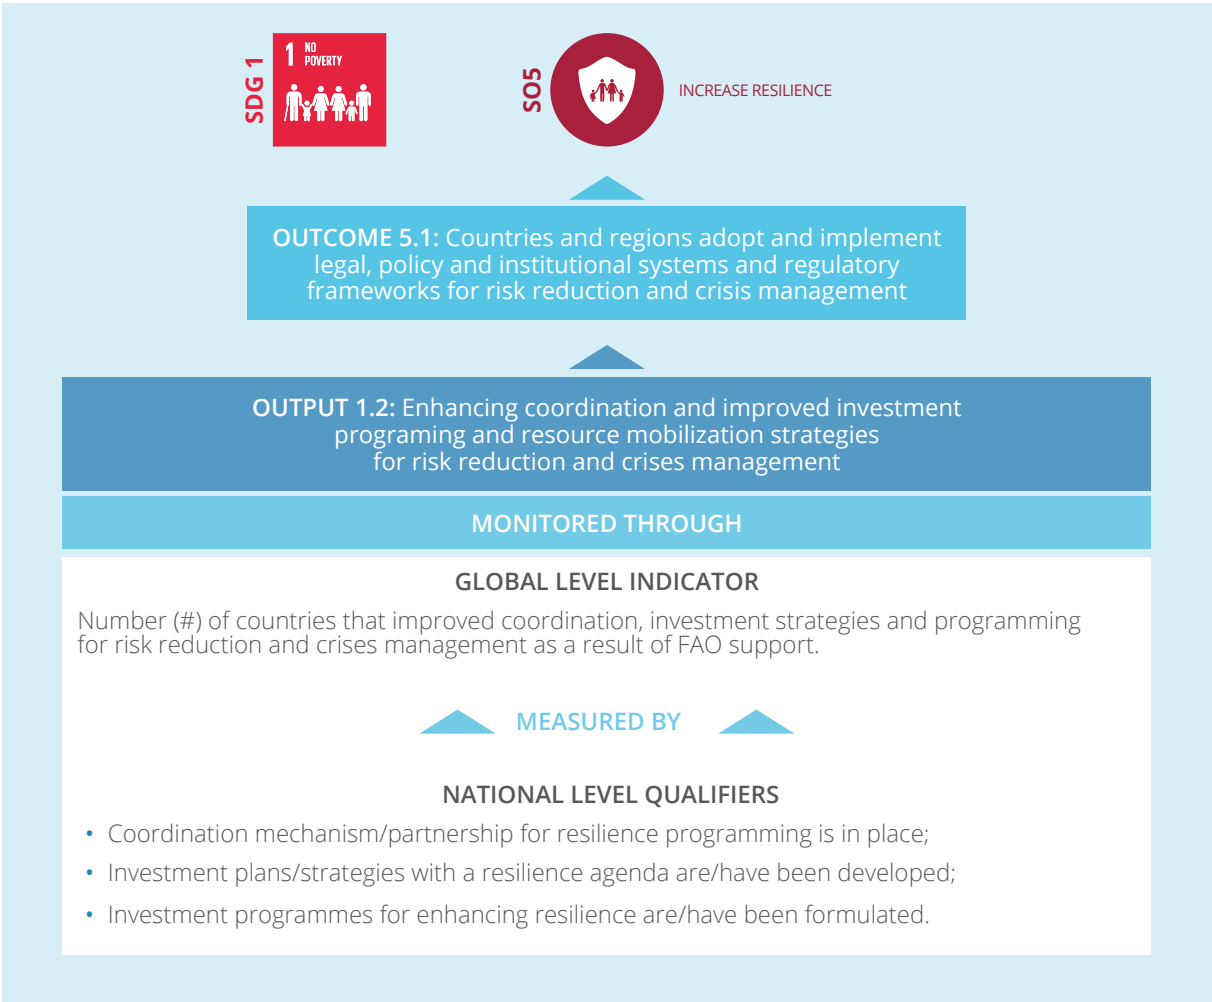 SDG 1
1 NO
POVERTY
SO5
INCREASE RESILIENCE
OUTCOME 5.1: Countries and regions adopt and implement
legal, policy and institutional systems and regulatory
frameworks for risk reduction and crisis management
OUTPUT 1.2: Enhancing coordination and improved investment
programing and resource mobilization strategies
for risk reduction and crises management
MONITORED THROUGH
GLOBAL LEVEL INDICATOR
Number (#) of countries that improved coordination, investment strategies and programming
for risk reduction and crises management as a result of FAO support.
MEASURED BY
NATIONAL LEVEL QUALIFIERS
• Coordination mechanism/partnership for resilience programming is in place;
• Investment plans/strategies with a resilience agenda are/have been developed;
• Investment programmes for enhancing resilience are/have been formulated.